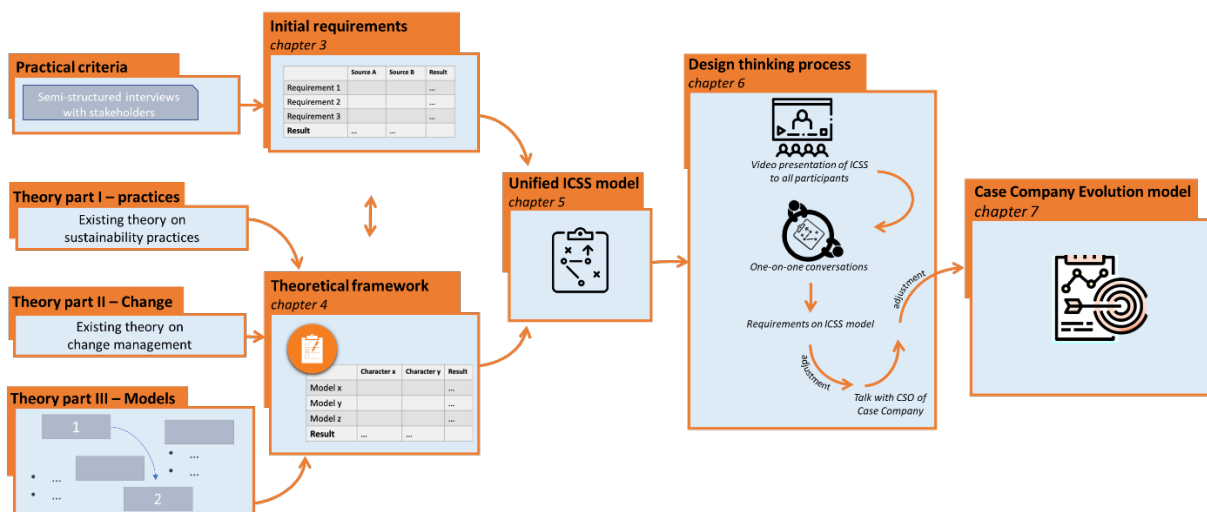 Practical criteria
Semi-structured interviews
with stakeholders
Initial requirements
chapter 3
Source A Source B Result
Requirement 1 ...
Requirement 2
Requirement 3 ...
Result ... ...
Theory part I – practices
Existing theory on
sustainability practices
Theory part II – Change
Existing theory on
change management
Theory part III – Models
1
...
...
...
...
2
Theoretical framework
chapter 4
Character x Character y Result
Model x ...
Model y ...
Model z ...
Result ... ...
Unified ICSS model
chapter 5
Design thinking process
chapter 6
Video presentation of ICSS
to all participants
One-on-one conversations
Requirements on ICSS model
adjustment
Talk with CSO of
Case Company
adjustment
Case Company Evolution model
chapter 7